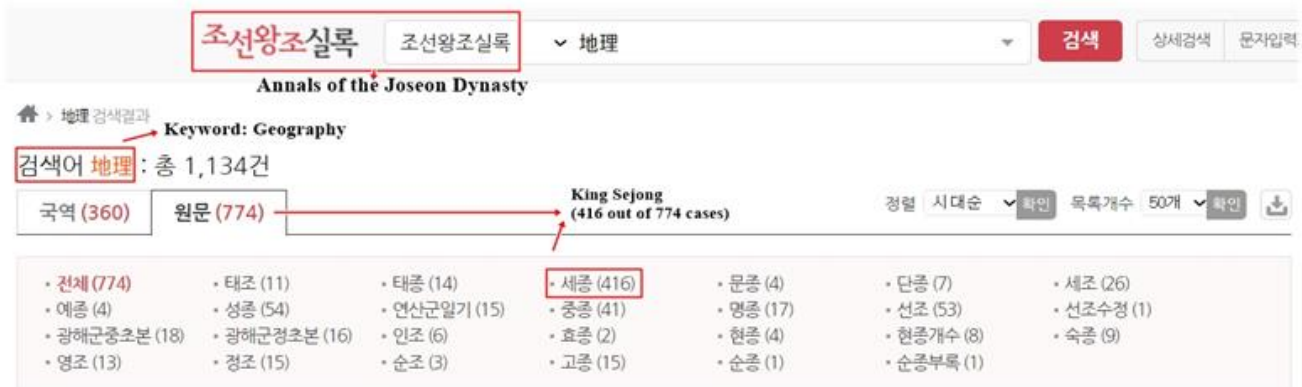 조선왕조실록 조선왕조실록 地理 검색 상세검색 문자입력
Annals of the Joseon Dynasty
> 地理 검색결과
Keyword: Geography
검색어 地理 : 총 1,134건
King Sejong
(416 out of 774 cases)
국역 (360) 원문 (774) 정렬 시대순 확인 목록개수 50개 확인
• 전체 (774) • 태조 (11) • 태종 (14) • 세종 (416) • 문종 (4) • 단종 (7) • 세조 (26)
• 예종 (4) • 성종 (54) • 연산군일기 (15) • 중종 (41) • 명종 (17) • 선조 (53) • 선조수정 (1)
• 광해군중초본 (18) • 광해군정초본 (16) • 인조 (6) • 효종 (2) • 현종 (4) • 현종개수 (8) • 숙종 (9)
• 영조 (13) • 정조 (15) • 순조 (3) • 고종 (15) • 순종 (1) • 순종부록 (1)